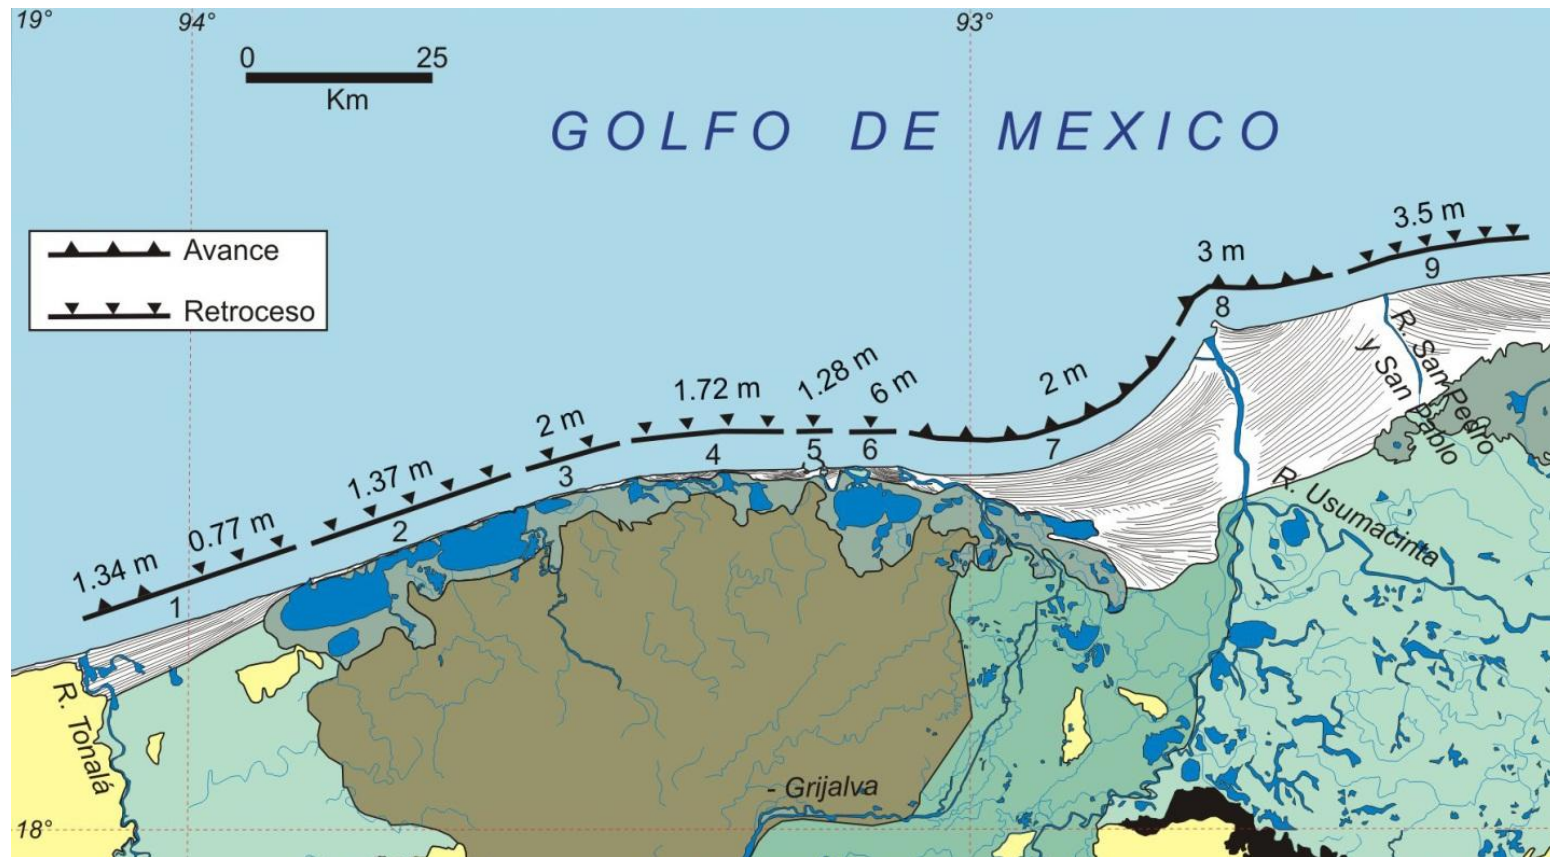 19°
94°
93°
0 25
Km
GOLFO DE MEXICO
Avance
Retroceso
3.5 m
3 m
9
8
1.28 m
6 m
2 m
1.72 m
2 m
1.37 m
0.77 m
1.34 m
1
2
3
4
5
6
7
R. San Pedro
y San Pablo
R. Usumacinta
R. Tonalá
- Grijalva
18°